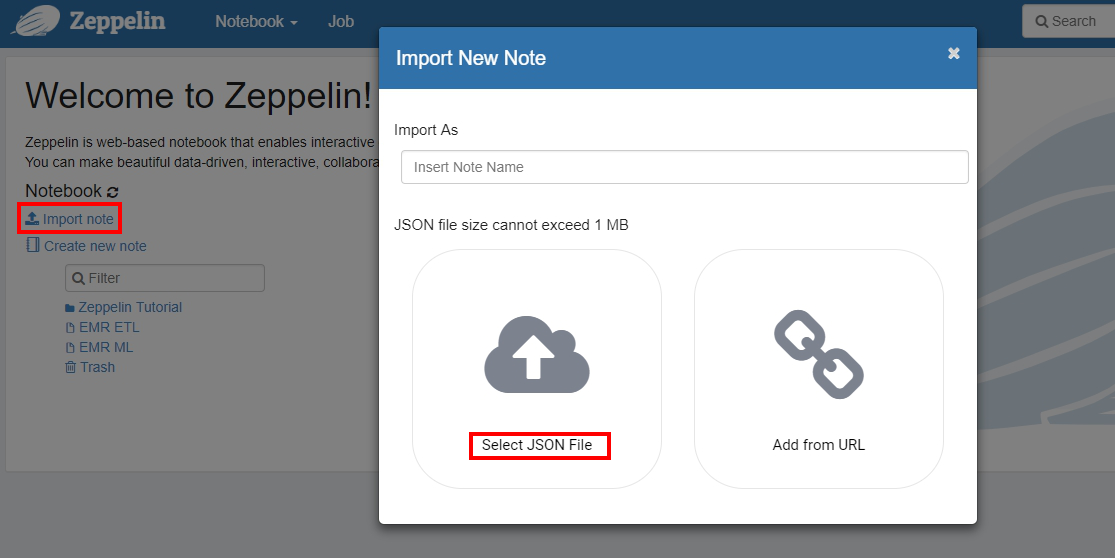 Zeppelin
Notebook
Job
Search
Import New Note
Welcome to Zeppelin!
Zeppelin is web-based notebook that enables interactive
You can make beautiful data-driven, interactive, collabora
Notebook
Import note
Create new note
Filter
Zeppelin Tutorial
EMR ETL
EMR ML
Trash
Import As
Insert Note Name
JSON file size cannot exceed 1 MB
Select JSON File
Add from URL